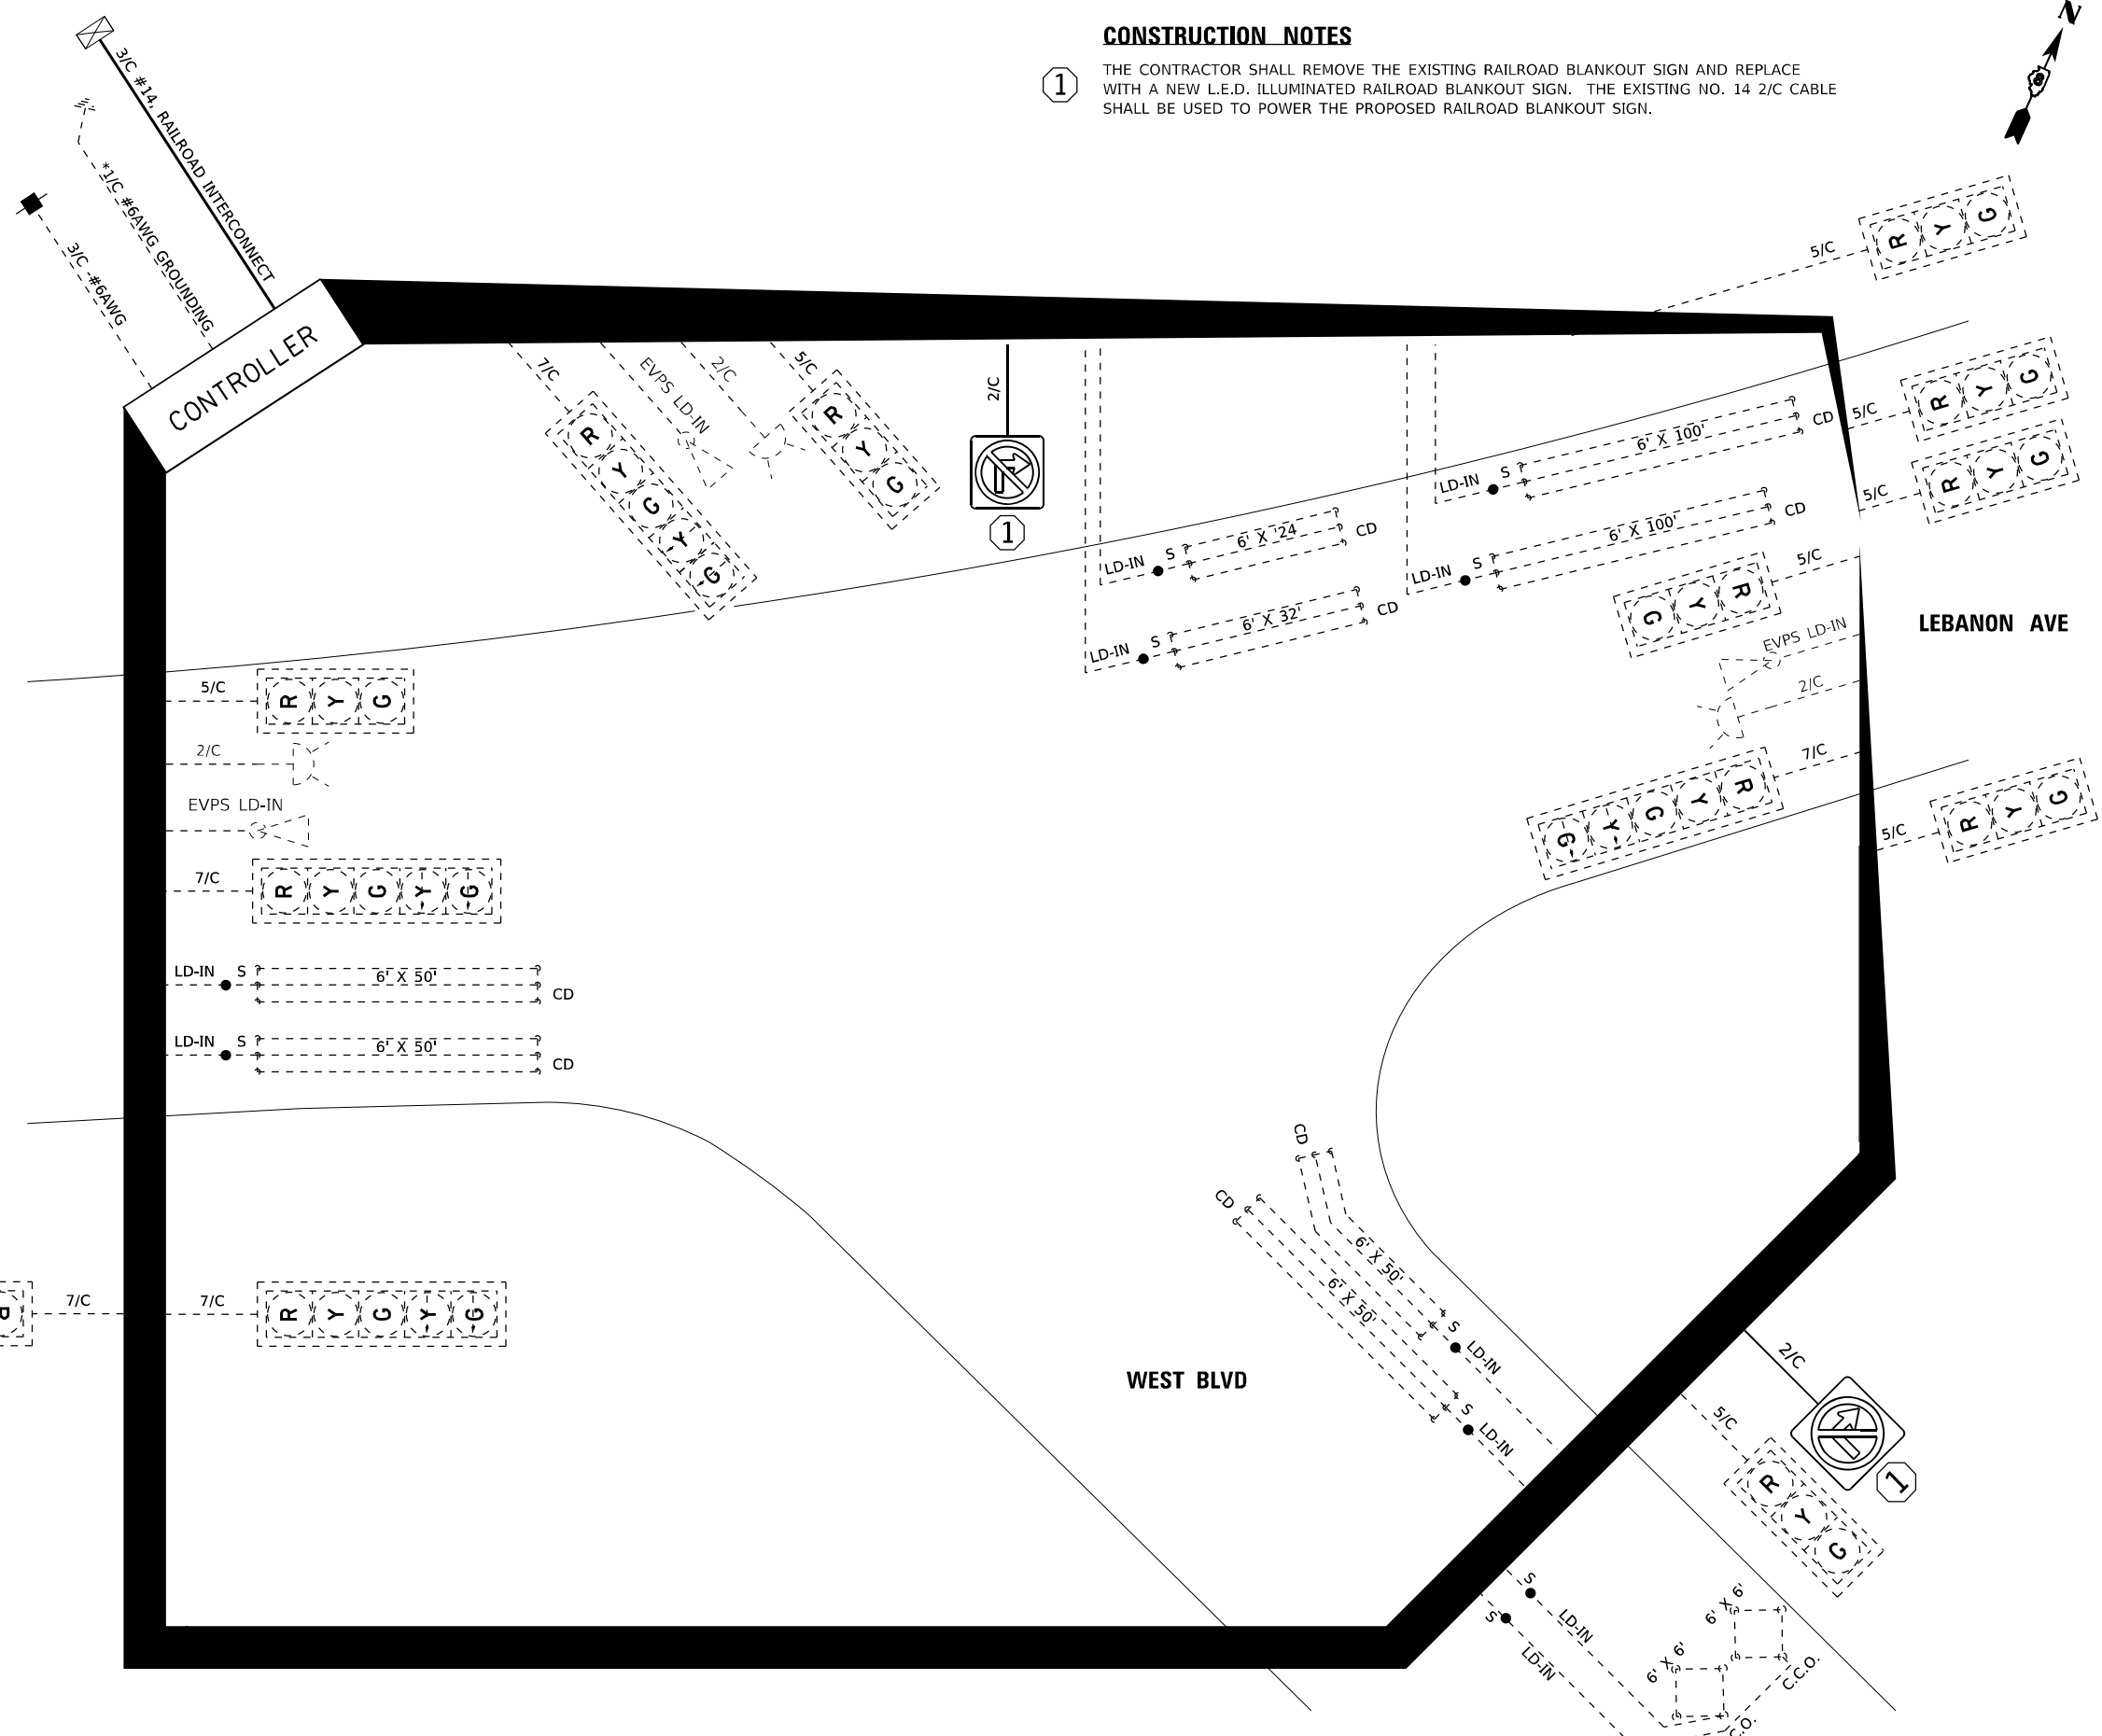 CONSTRUCTION NOTES
1
THE CONTRACTOR SHALL REMOVE THE EXISTING RAILROAD BLANKOUT SIGN AND REPLACE
WITH A NEW L.E.D. ILLUMINATED RAILROAD BLANKOUT SIGN. THE EXISTING NO. 14 2/C CABLE
SHALL BE USED TO POWER THE PROPOSED RAILROAD BLANKOUT SIGN.
N
3/C #14, RAILROAD INTERCONNECT
*1/C #6AWG GROUNDING
3/C -#6AWG
CONTROLLER
7/C
R Y G Y G
EVPS LD-IN
2/C
5/C
R Y G
2/C
1
5/C
R Y G
5/C
R Y G
5/C
R Y G
LD-IN S 6' X 100' CD
LD-IN S 6' X 100' CD
LD-IN S 6' X '24 CD
LD-IN S 6' X 32' CD
5/C
R Y G
EVPS LD-IN
2/C
7/C
R Y G Y G
LEBANON AVE
5/C
R Y G
5/C
R Y G
2/C
EVPS LD-IN
7/C
R Y G Y G
LD-IN S 6' X 50' CD
LD-IN S 6' X 50' CD
R
7/C
7/C
R Y G Y G
CD 6' X 50' S LD-IN
CD 6' X 50' S LD-IN
WEST BLVD
2/C
1
5/C
R Y G
S LD-IN 6' X 6'
S LD-IN 6' X 6'
C.C.O.